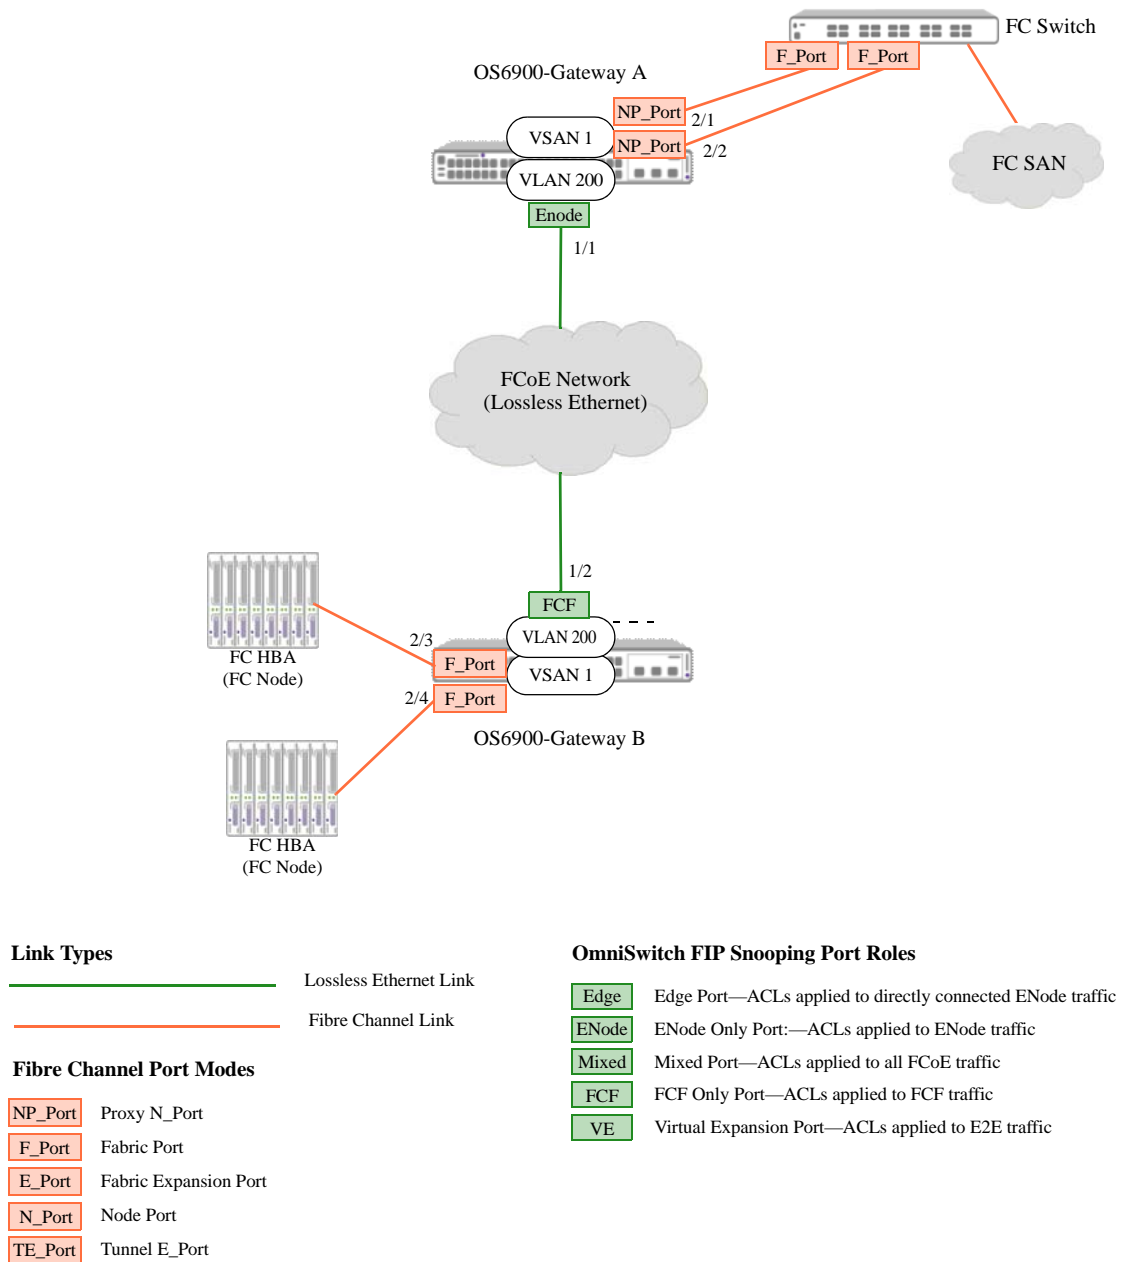 FC Switch
F_Port
F_Port
OS6900-Gateway A
NP_Port
2/1
VSAN 1
NP_Port
2/2
FC SAN
VLAN 200
Enode
1/1
FCoE Network
(Lossless Ethernet)
1/2
FCF
VLAN 200
2/3
F_Port
FC HBA
(FC Node)
VSAN 1
2/4
F_Port
OS6900-Gateway B
FC HBA
(FC Node)
Link Types
Lossless Ethernet Link
Fibre Channel Link
Fibre Channel Port Modes
NP_Port Proxy N_Port
F_Port Fabric Port
E_Port Fabric Expansion Port
N_Port Node Port
TE_Port Tunnel E_Port
OmniSwitch FIP Snooping Port Roles
Edge Edge Port—ACLs applied to directly connected ENode traffic
ENode ENode Only Port:—ACLs applied to ENode traffic
Mixed Mixed Port—ACLs applied to all FCoE traffic
FCF FCF Only Port—ACLs applied to FCF traffic
VE Virtual Expansion Port—ACLs applied to E2E traffic